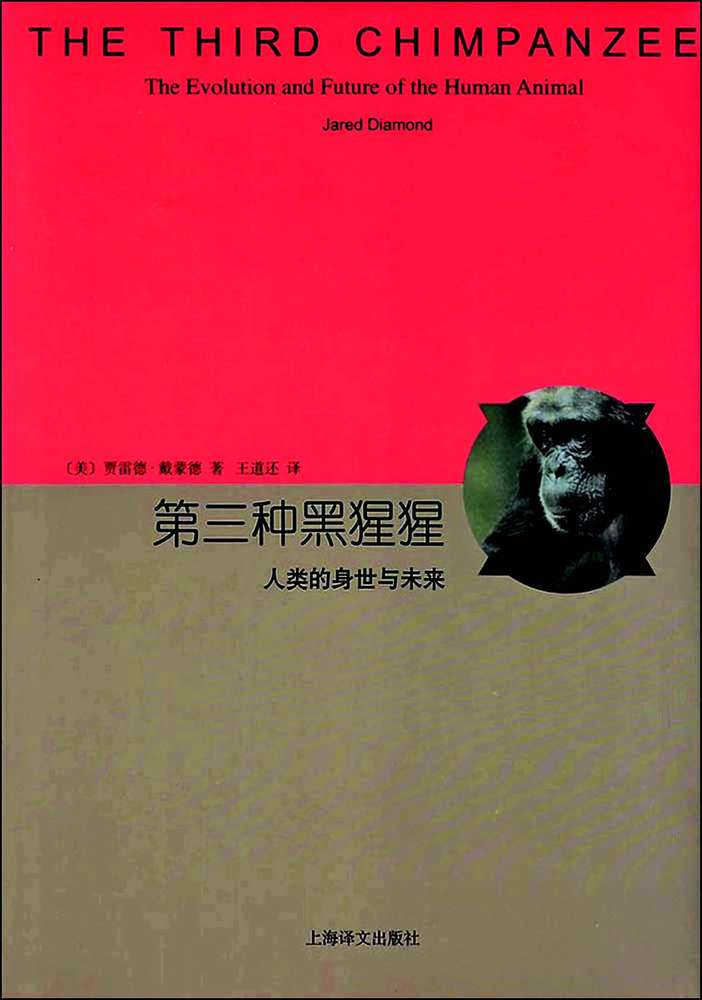 THE THIRD CHIMPANZEE
The Evolution and Future of the Human Animal
Jared Diamond
〔美〕贾雷德·戴蒙德 著 王道还 译
第三种黑猩猩
人类的身世与未来
上海译文出版社